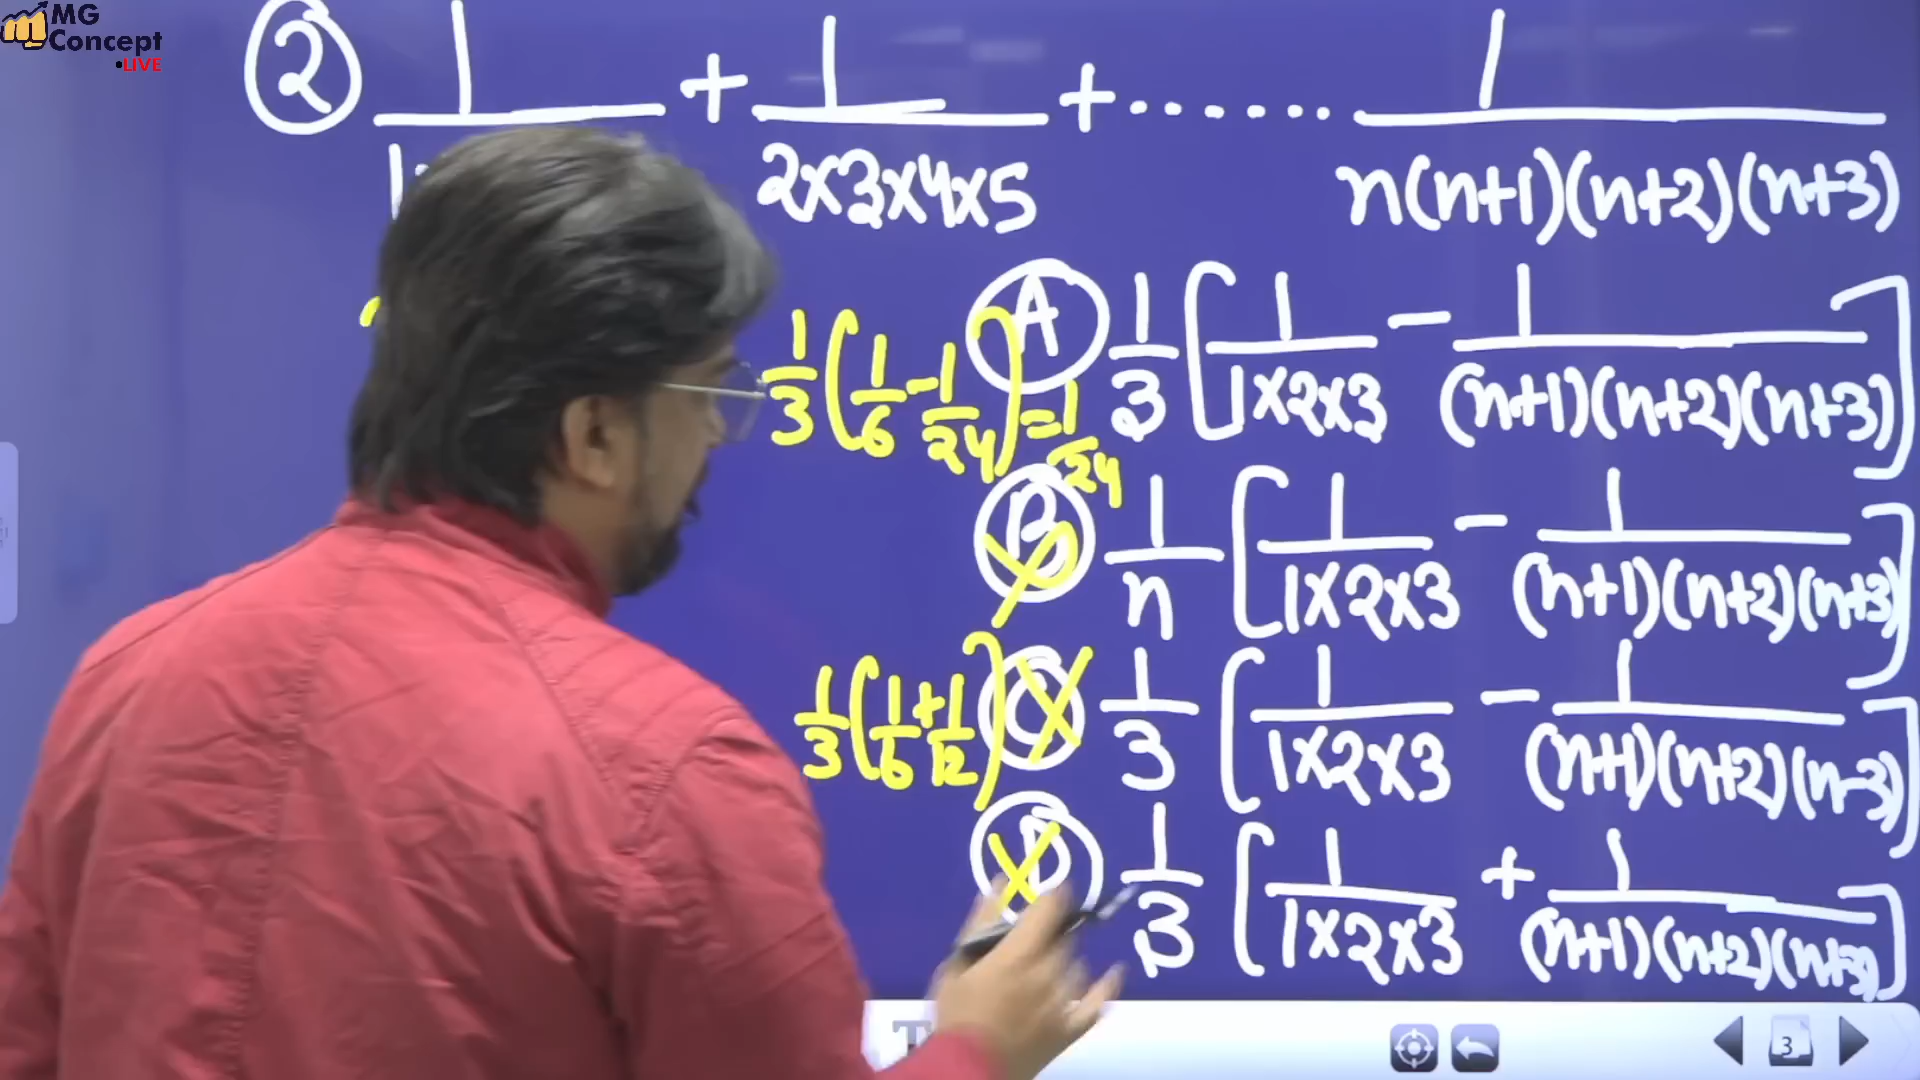 MG
Concept
•LIVE
② 1 + 1/(2×3×4×5) + ....... 1/(n(n+1)(n+2)(n+3))
1/3(1/6 - 1/24) = 1/24
A 1/3[1/(1×2×3) - 1/((n+1)(n+2)(n+3))]
B 1/n[1/(1×2×3) - 1/((n+1)(n+2)(n+3))]
1/3(1/6 + 1/12)
C 1/3[1/(1×2×3) - 1/((n+1)(n+2)(n-3))]
D 1/3[1/(1×2×3) + 1/((n+1)(n+2)(n+3))]
3